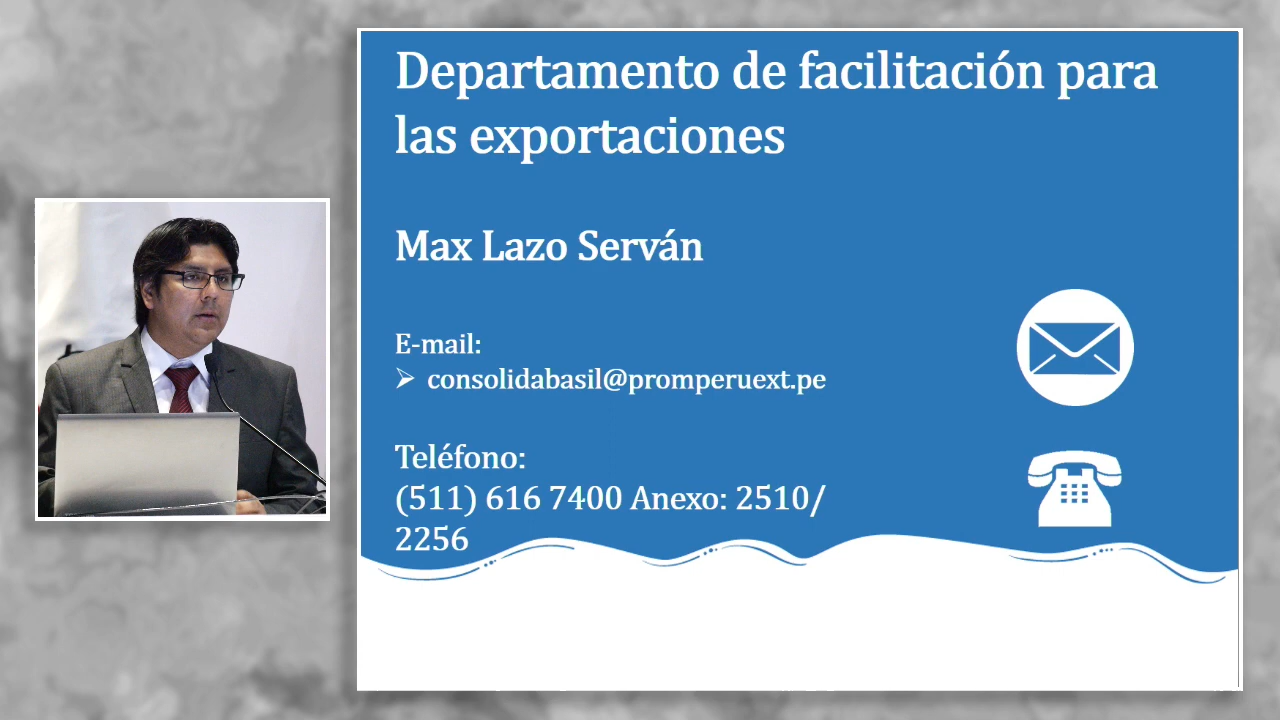 Departamento de facilitación para
las exportaciones
Max Lazo Serván
E-mail:
➢ consolidabasil@promperuext.pe
Teléfono:
(511) 616 7400 Anexo: 2510/
2256